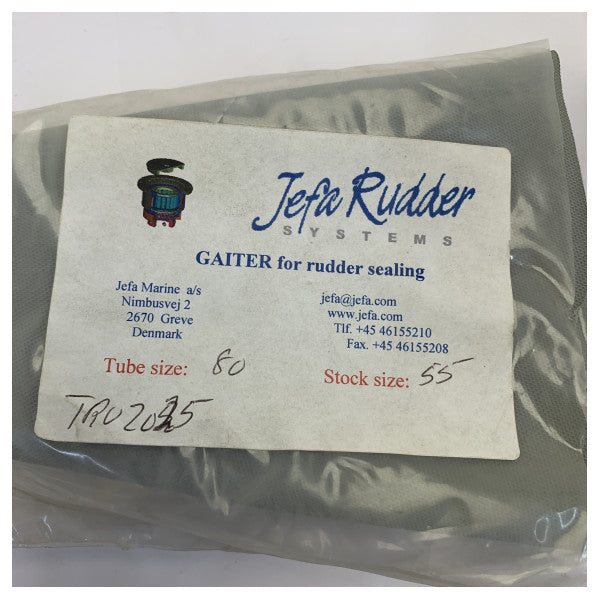 Jefa Rudder
SYSTEMS
GAITER for rudder sealing
Jefa Marine a/s
Nimbusvej 2
2670 Greve
Denmark
jefa@jefa.com
www.jefa.com
Tlf. +45 46155210
Fax. +45 46155208
Tube size: 80
Stock size: 55